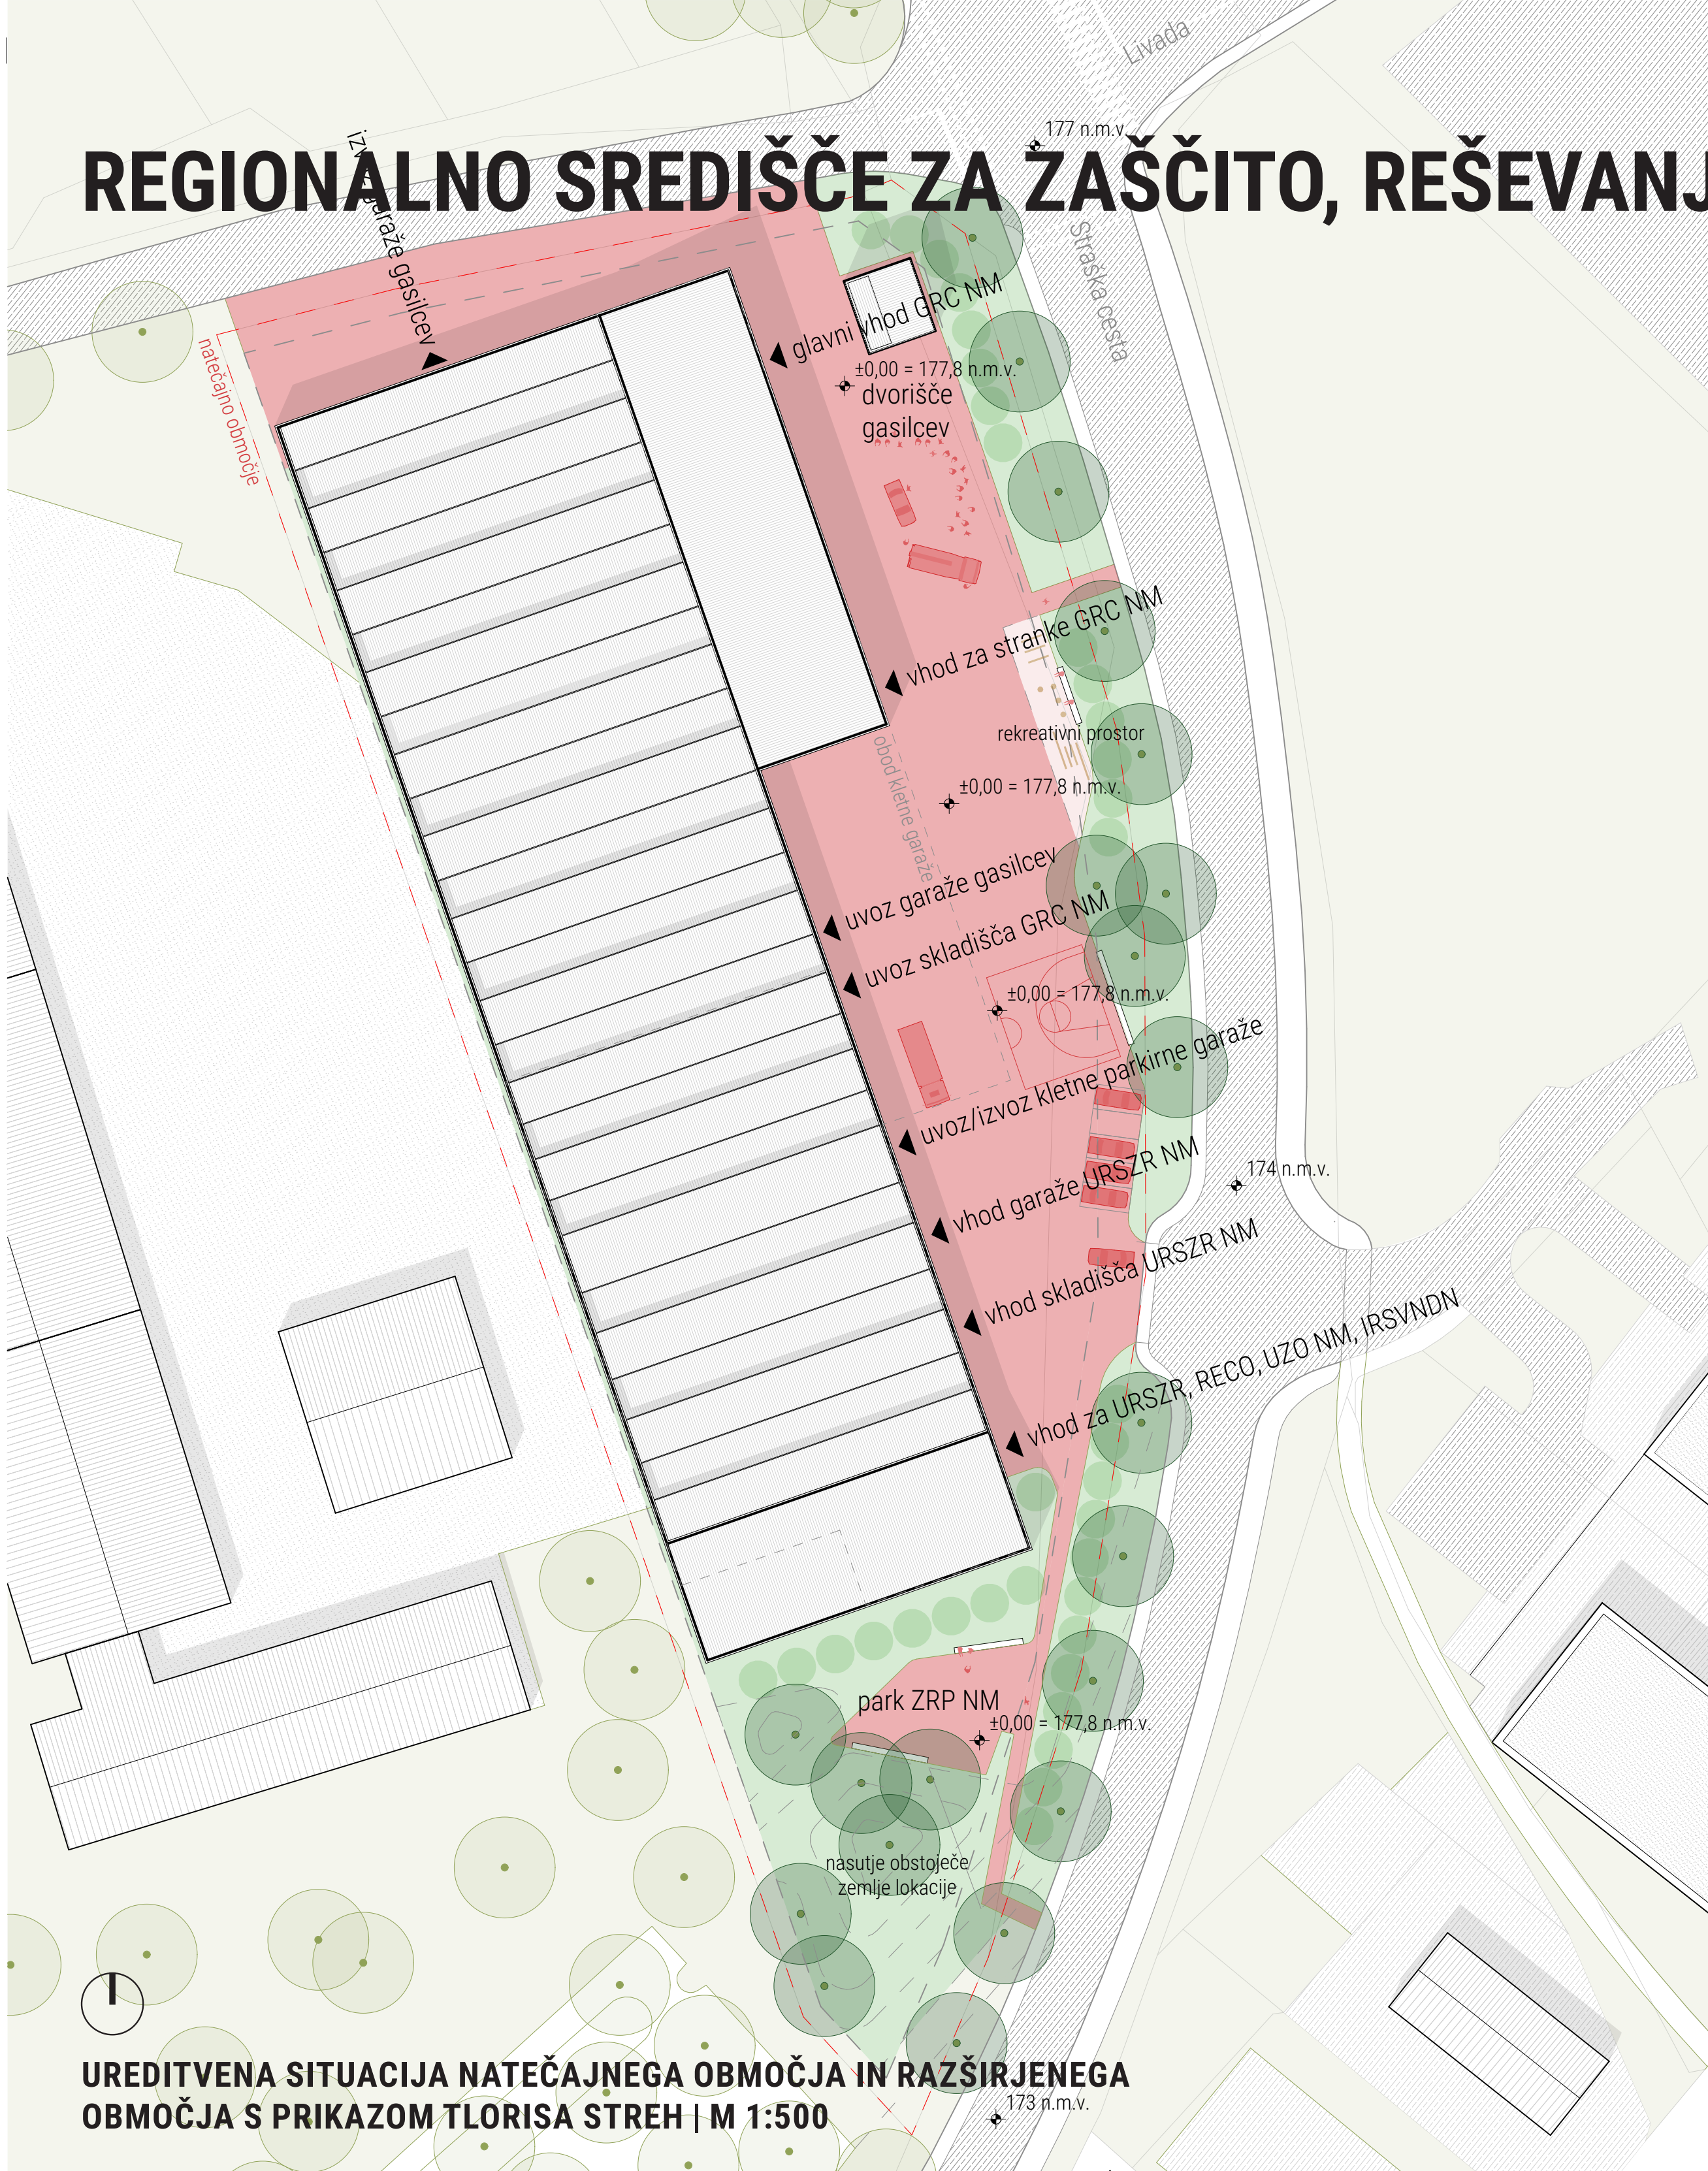 Livada
177 n.m.v.
REGIONALNO SREDIŠČE ZA ZAŠČITO,
Straška cesta
garaže gasilcev
natečajno območje
glavni vhod GRC NM
±0,00 = 177,8 n.m.v.
dvorišče
gasilcev
vhod za stranke GRC NM
rekreativni prostor
obod kletne garaže
±0,00 = 177,8 n.m.v.
uvoz garaže gasilcev
uvoz skladišča GRC NM
±0,00 = 177,8 n.m.v.
uvoz/izvoz kletne parkirne garaže
vhod garaže URSZR NM
174 n.m.v.
vhod skladišča URSZR NM
vhod za URSZR, RECO, UZO NM, IRSVNDN
park ZRP NM
±0,00 = 177,8 n.m.v.
nasutje obstoječe
zemlje lokacije
UREDITVENA SITUACIJA NATEČAJNEGA OBMOČJA IN RAZŠIRJENEGA
OBMOČJA S PRIKAZOM TLORISA STREH | M 1:500
173 n.m.v.